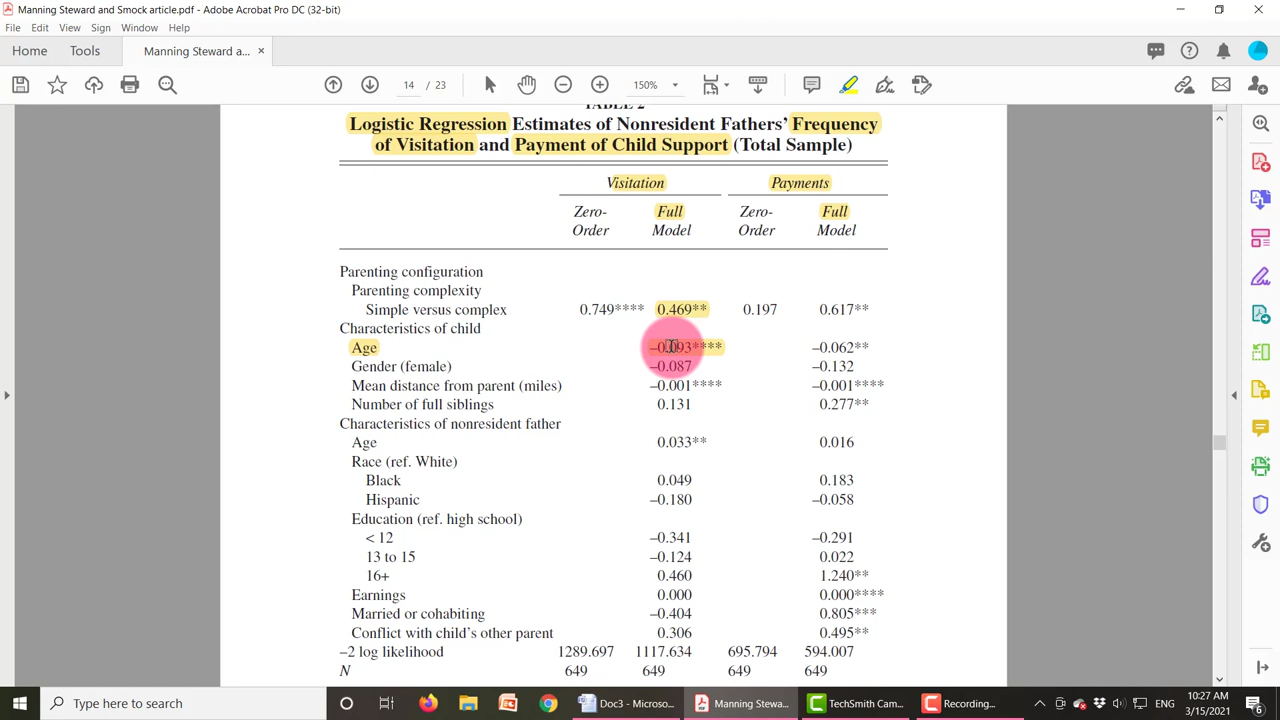 Manning Steward and Smock article.pdf - Adobe Acrobat Pro DC (32-bit)
File Edit View Sign Window Help
Home Tools Manning Steward a... ×
14 / 23 150%
TABLE 2
Logistic Regression Estimates of Nonresident Fathers' Frequency
of Visitation and Payment of Child Support (Total Sample)
Visitation Payments
Zero- Full Zero- Full
Order Model Order Model
Parenting configuration
Parenting complexity
Simple versus complex 0.749**** 0.469** 0.197 0.617**
Characteristics of child
Age –0.093**** –0.062**
Gender (female) –0.087 –0.132
Mean distance from parent (miles) –0.001**** –0.001****
Number of full siblings 0.131 0.277**
Characteristics of nonresident father
Age 0.033** 0.016
Race (ref. White)
Black 0.049 0.183
Hispanic –0.180 –0.058
Education (ref. high school)
< 12 –0.341 –0.291
13 to 15 –0.124 0.022
16+ 0.460 1.240**
Earnings 0.000 0.000****
Married or cohabiting –0.404 0.805***
Conflict with child's other parent 0.306 0.495**
–2 log likelihood 1289.697 1117.634 695.794 594.007
N 649 649 649 649
Type here to search Doc3 - Microso... Manning Stewa... TechSmith Cam... Recording... ENG 10:27 AM
3/15/2021 6